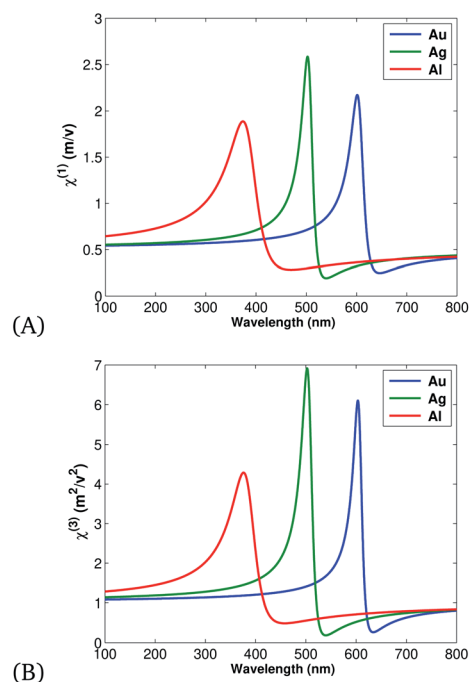 3
2.5
2
1.5
1
0.5
0
χ(1) (m/v)
Au
Ag
Al
100 200 300 400 500 600 700 800
Wavelength (nm)
(A)
7
6
5
4
3
2
1
0
χ(3) (m²/v²)
Au
Ag
Al
100 200 300 400 500 600 700 800
Wavelength (nm)
(B)